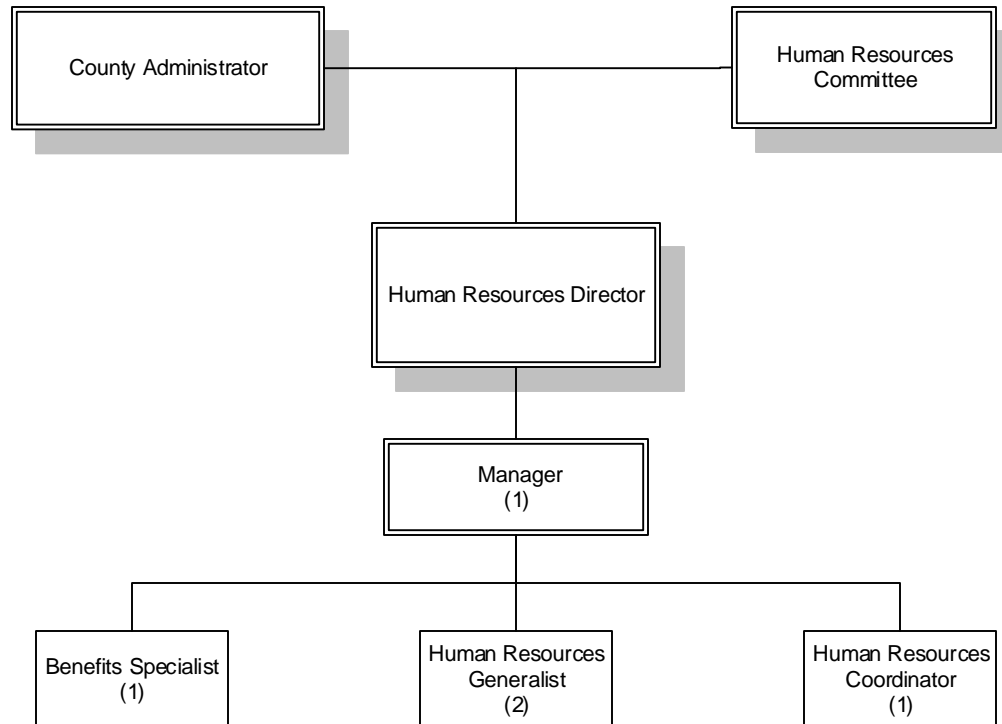 County Administrator
Human Resources
Committee
Human Resources Director
Manager
(1)
Benefits Specialist
(1)
Human Resources
Generalist
(2)
Human Resources
Coordinator
(1)